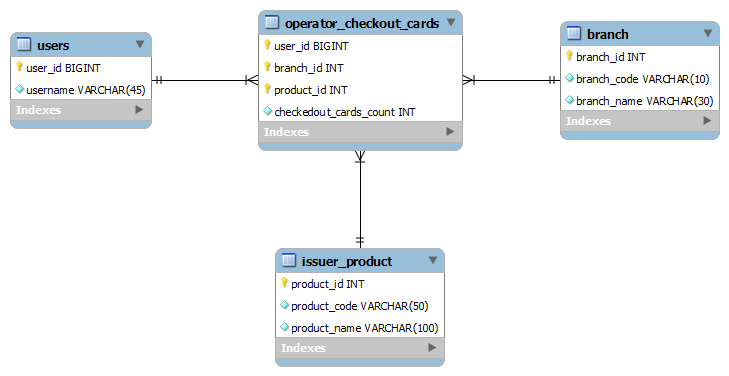 users
user_id BIGINT
username VARCHAR(45)
Indexes
operator_checkout_cards
user_id BIGINT
branch_id INT
product_id INT
checkedout_cards_count INT
Indexes
branch
branch_id INT
branch_code VARCHAR(10)
branch_name VARCHAR(30)
Indexes
issuer_product
product_id INT
product_code VARCHAR(50)
product_name VARCHAR(100)
Indexes